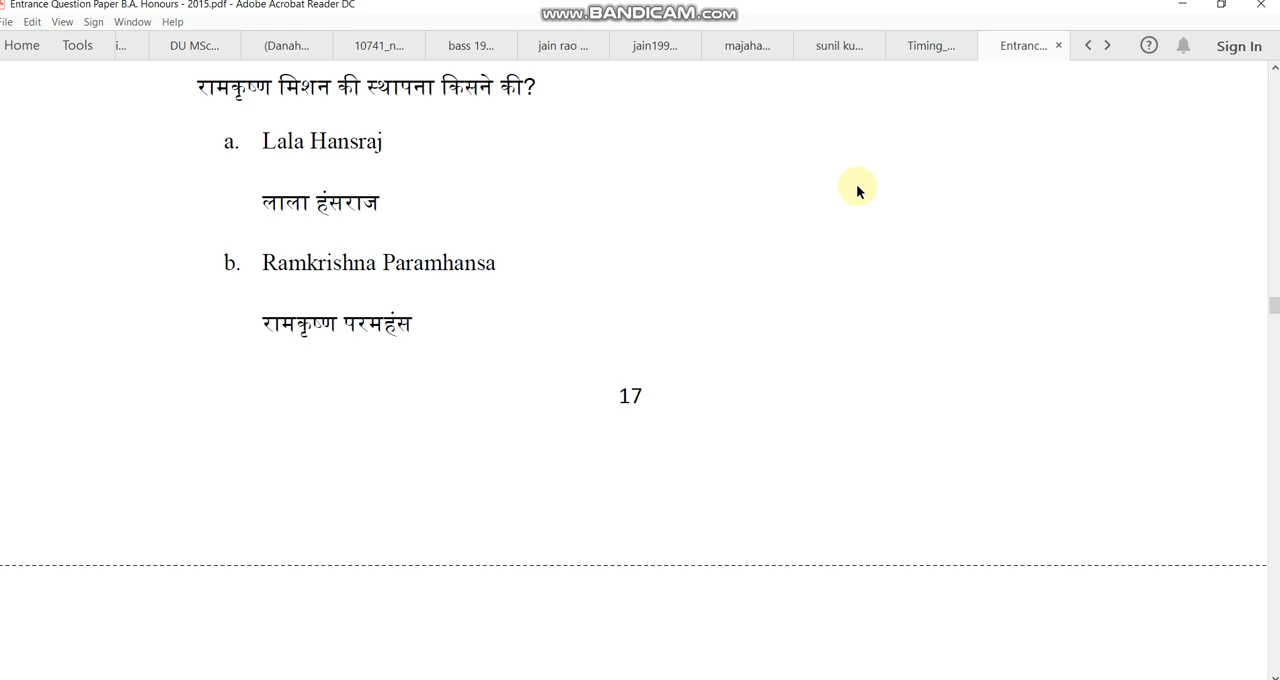 Entrance Question Paper B.A. Honours - 2015.pdf - Adobe Acrobat Reader DC
www.BANDICAM.com
File Edit View Sign Window Help
Home Tools i... DU MSc... (Danah... 10741_n... bass 19... jain rao ... jain199... majaha... sunil ku... Timing_... Entranc... × Sign In
रामकृष्ण मिशन की स्थापना किसने की?
a. Lala Hansraj
लाला हंसराज
b. Ramkrishna Paramhansa
रामकृष्ण परमहंस
17